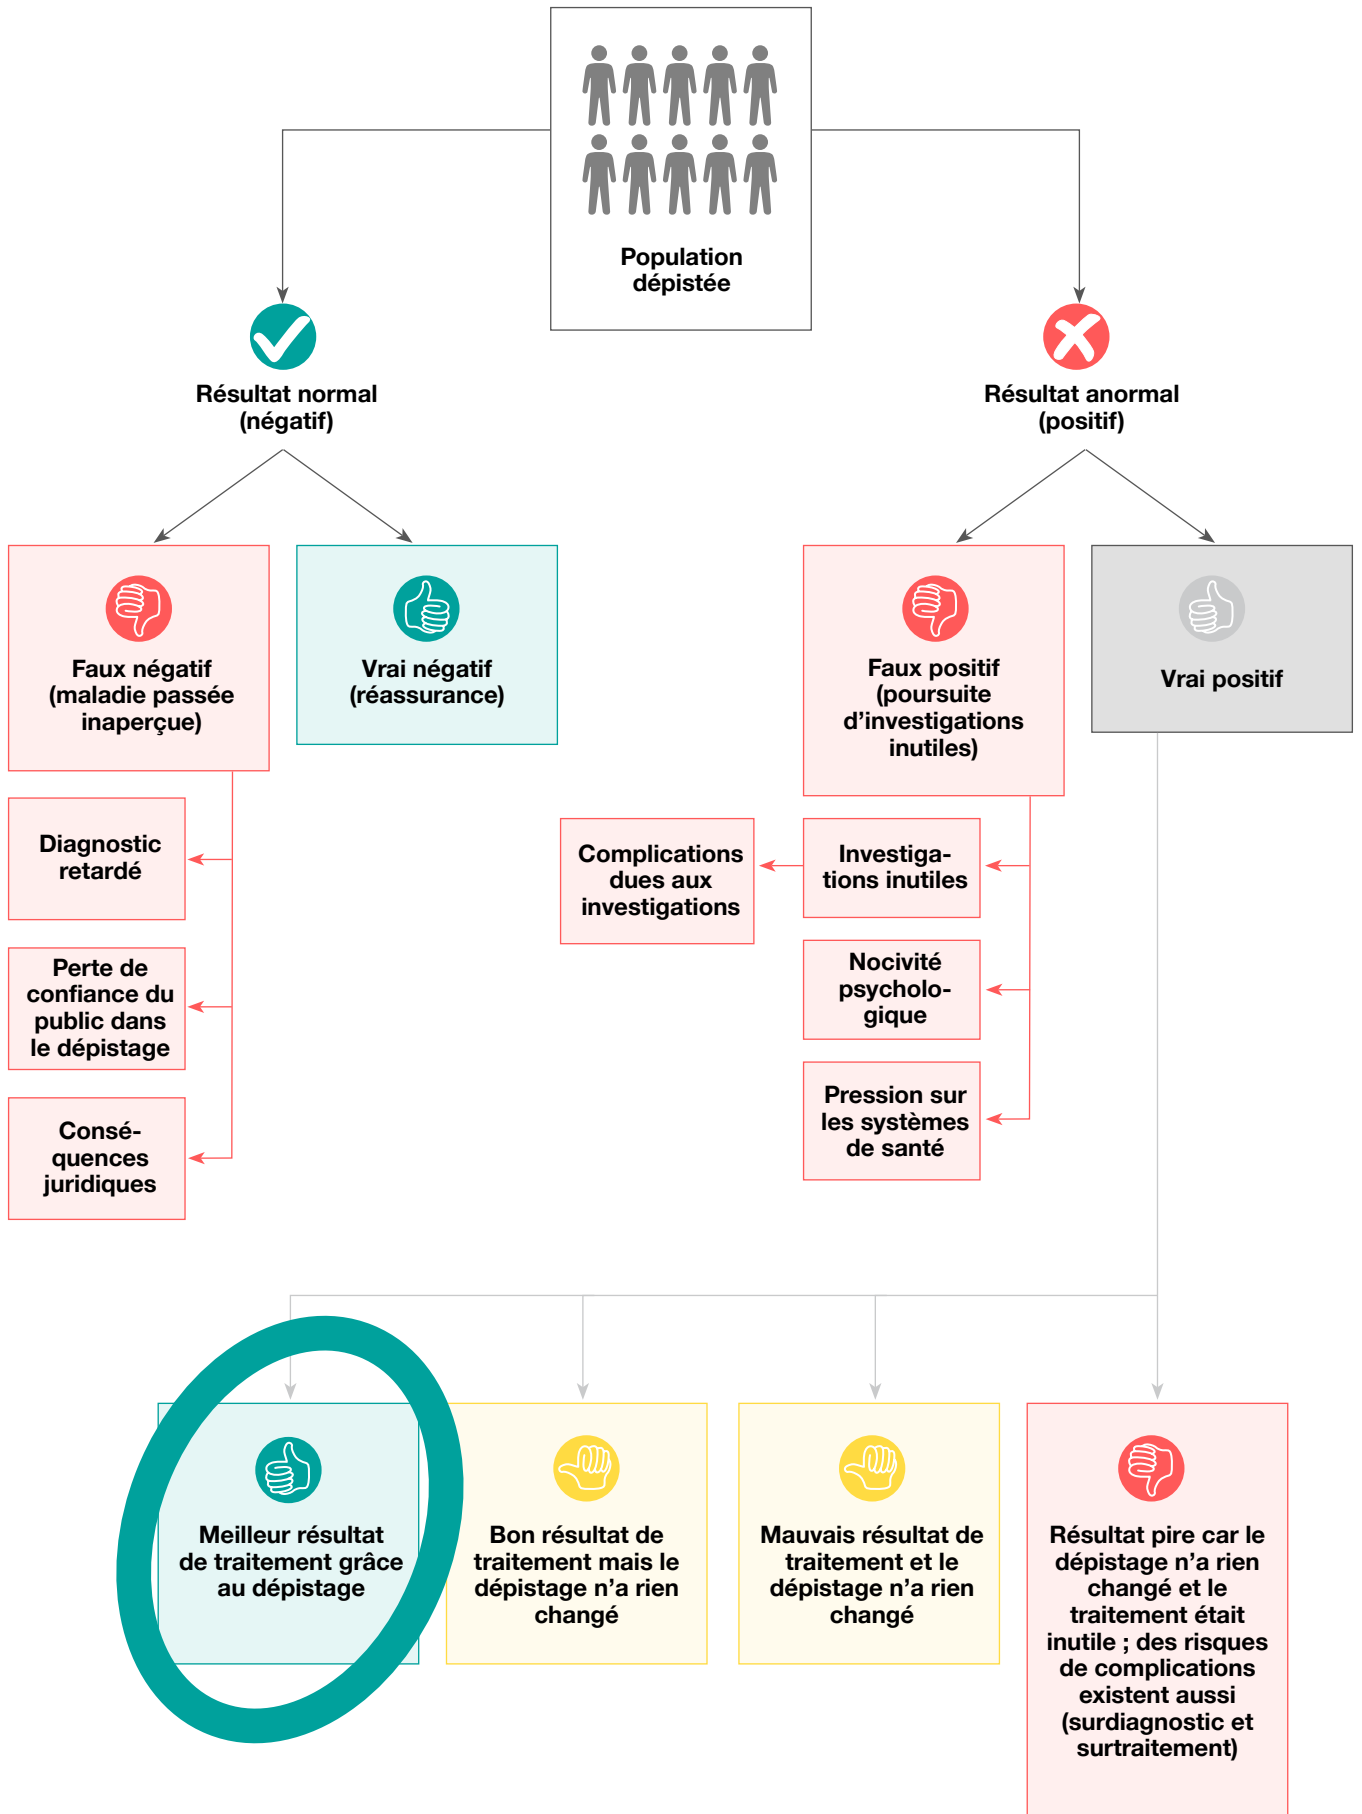 Population
dépistée
Résultat normal
(négatif)
Résultat anormal
(positif)
Faux négatif
(maladie passée
inaperçue)
Vrai négatif
(réassurance)
Faux positif
(poursuite
d’investigations
inutiles)
Vrai positif
Diagnostic
retardé
Perte de
confiance du
public dans
le dépistage
Consé-
quences
juridiques
Complications
dues aux
investigations
Investiga-
tions inutiles
Nocivité
psycholo-
gique
Pression sur
les systèmes
de santé
Meilleur résultat
de traitement grâce
au dépistage
Bon résultat de
traitement mais le
dépistage n’a rien
changé
Mauvais résultat de
traitement et le
dépistage n’a rien
changé
Résultat pire car le
dépistage n’a rien
changé et le
traitement était
inutile ; des risques
de complications
existent aussi
(surdiagnostic et
surtraitement)